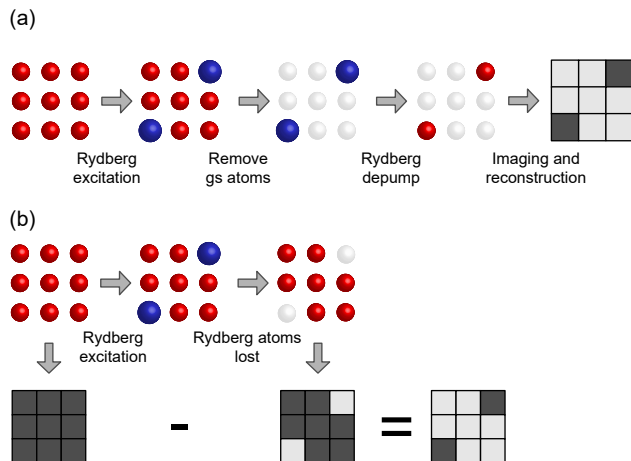 (a)
Rydberg
excitation
Remove
gs atoms
Rydberg
depump
Imaging and
reconstruction
(b)
Rydberg
excitation
Rydberg atoms
lost
-
=